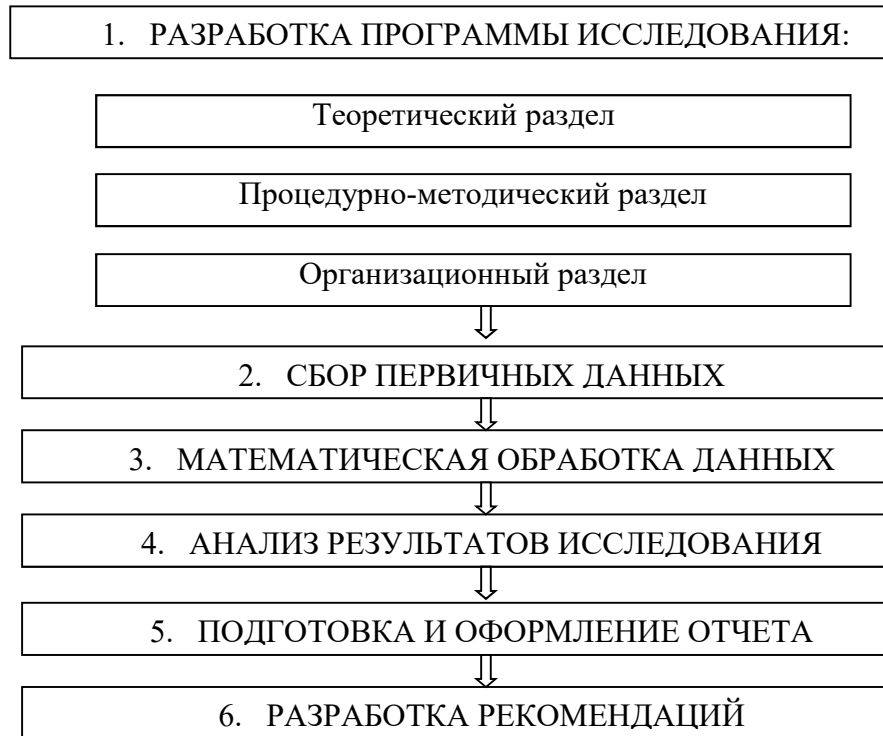 1. РАЗРАБОТКА ПРОГРАММЫ ИССЛЕДОВАНИЯ:
Теоретический раздел
Процедурно-методический раздел
Организационный раздел
2. СБОР ПЕРВИЧНЫХ ДАННЫХ
3. МАТЕМАТИЧЕСКАЯ ОБРАБОТКА ДАННЫХ
4. АНАЛИЗ РЕЗУЛЬТАТОВ ИССЛЕДОВАНИЯ
5. ПОДГОТОВКА И ОФОРМЛЕНИЕ ОТЧЕТА
6. РАЗРАБОТКА РЕКОМЕНДАЦИЙ